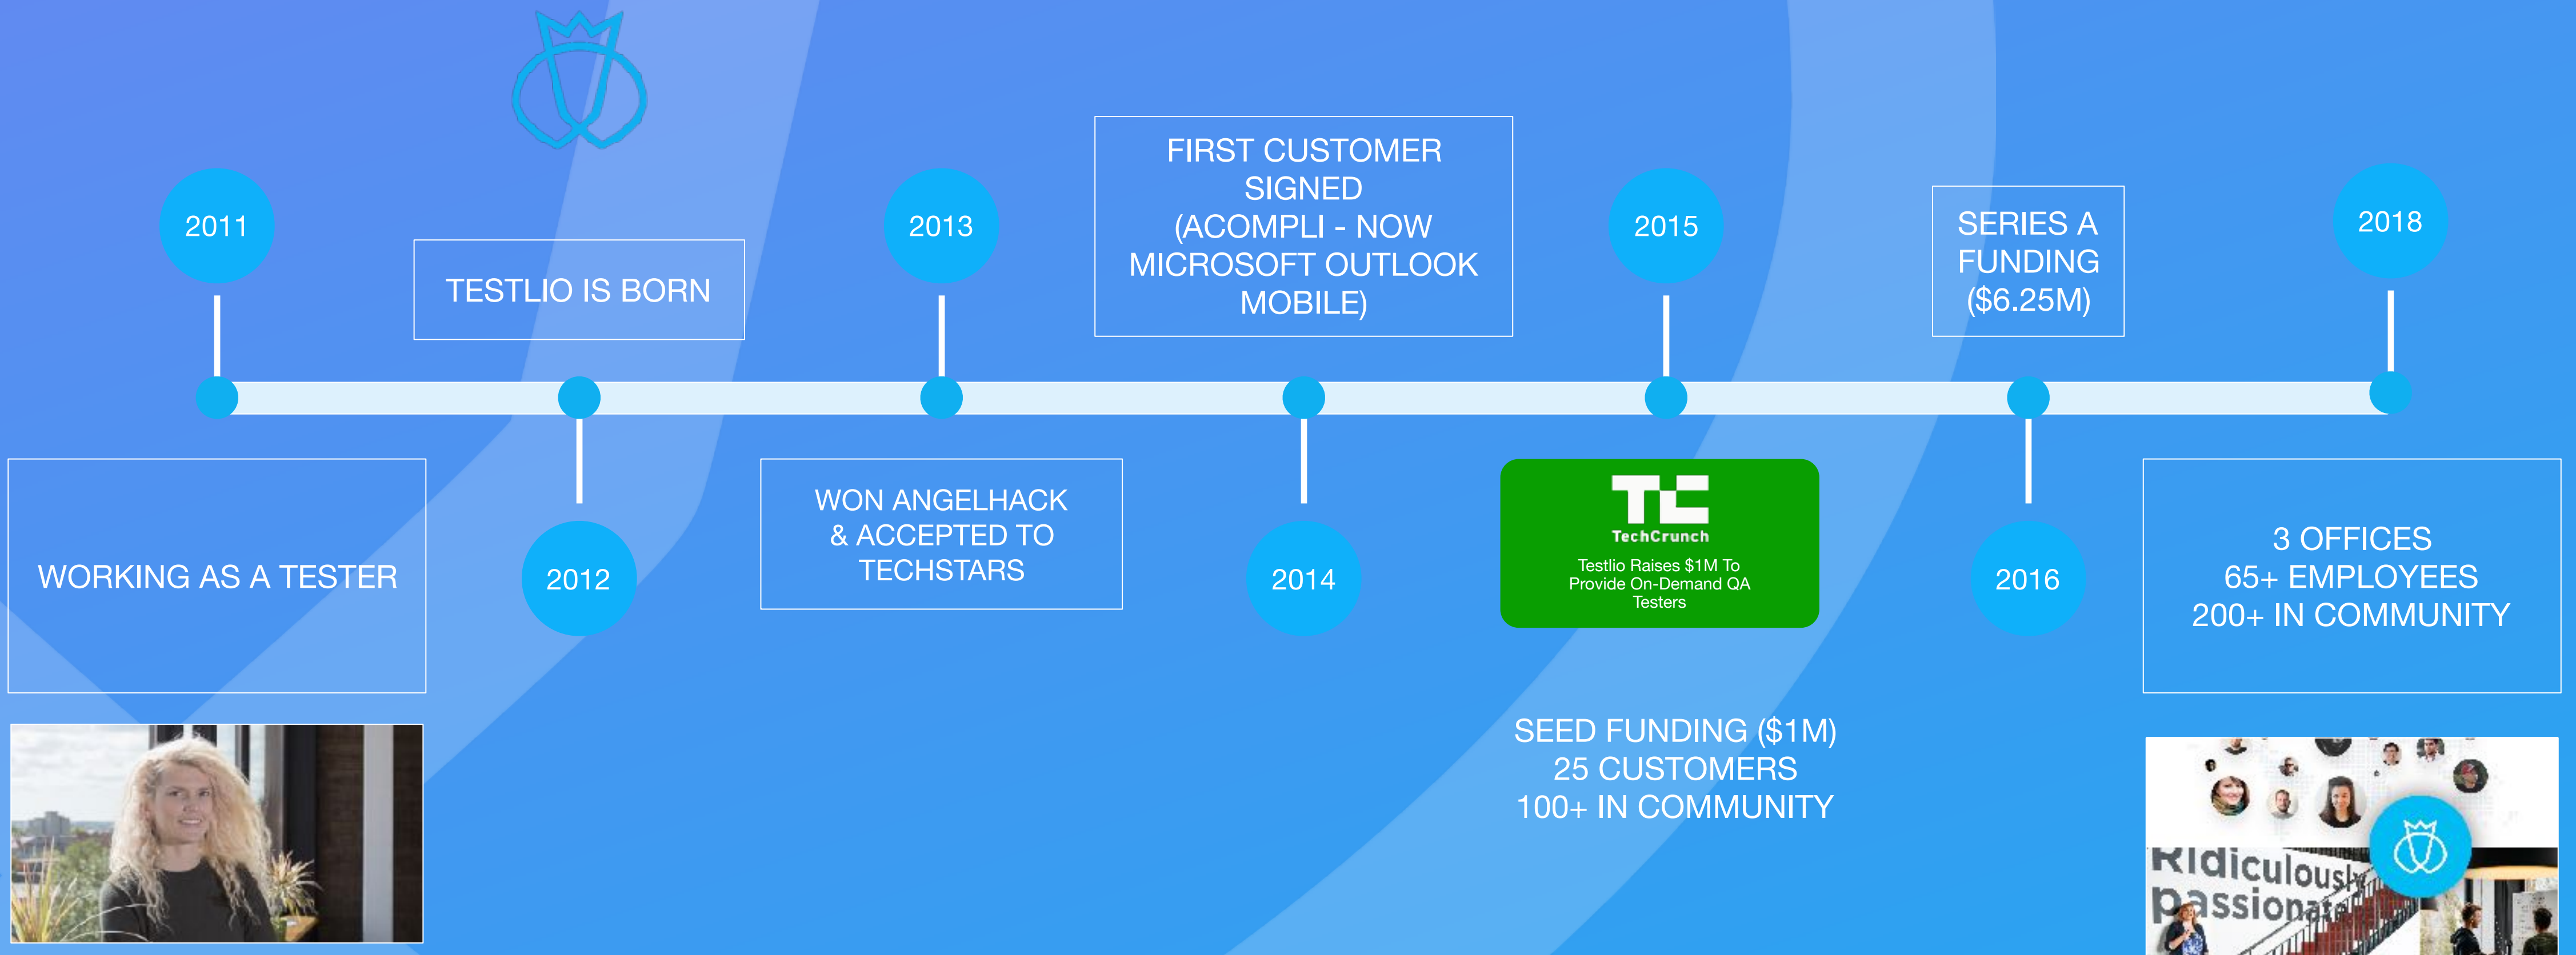 2011
WORKING AS A TESTER
TESTLIO IS BORN
2012
2013
WON ANGELHACK
& ACCEPTED TO
TECHSTARS
FIRST CUSTOMER
SIGNED
(ACOMPLI - NOW
MICROSOFT OUTLOOK
MOBILE)
2014
2015
TC
TechCrunch
Testlio Raises $1M To
Provide On-Demand QA
Testers
SEED FUNDING ($1M)
25 CUSTOMERS
100+ IN COMMUNITY
SERIES A
FUNDING
($6.25M)
2016
2018
3 OFFICES
65+ EMPLOYEES
200+ IN COMMUNITY
Ridiculously
passionate